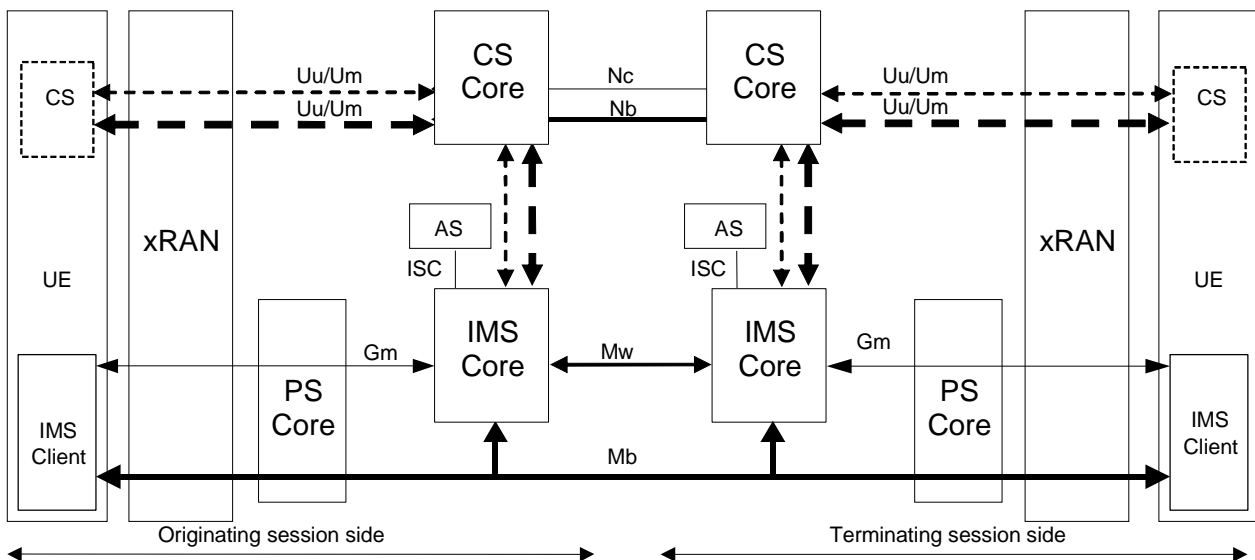 CS
Core
CS
Core
Uu/Um
Nc
Uu/Um
CS
CS
Uu/Um
Nb
Uu/Um
AS
AS
xRAN
xRAN
ISC
ISC
UE
UE
IMS
Core
IMS
Core
Gm
Mw
Gm
PS
Core
PS
Core
IMS
Client
IMS
Client
Mb
Originating session side
Terminating session side